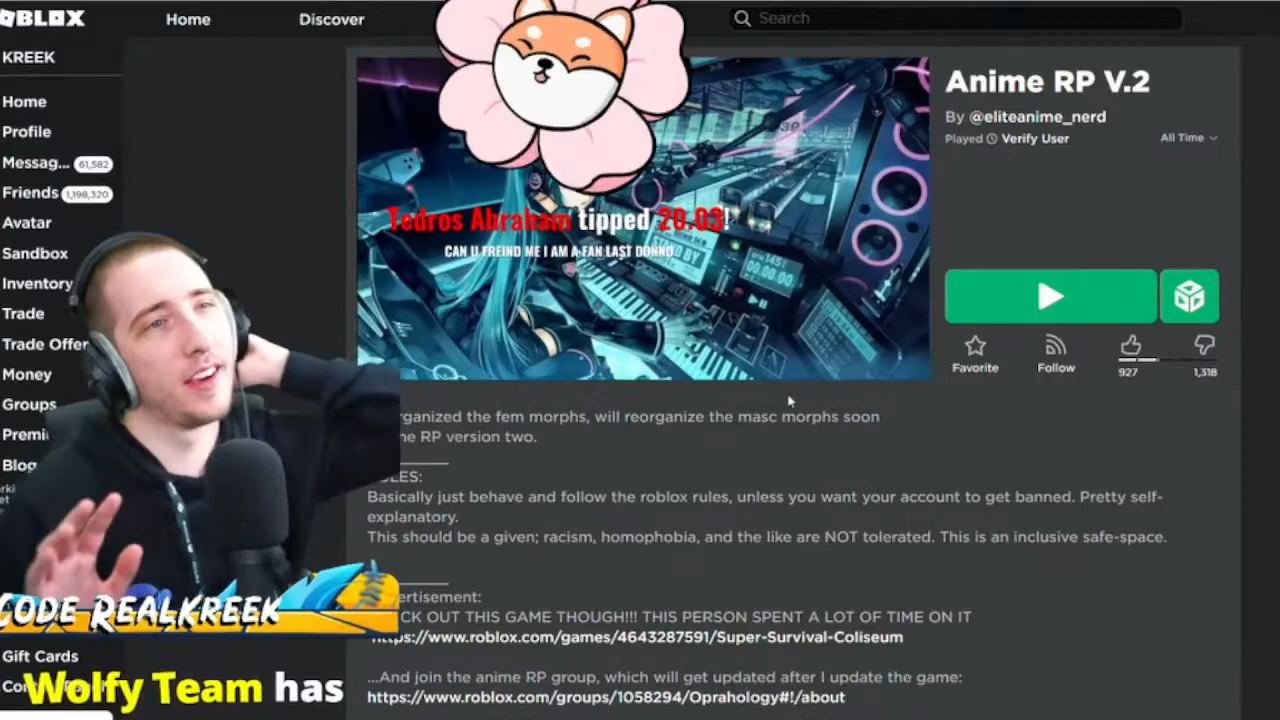 OBLOX
Home
Discover
Search
KREEK
Home
Profile
Messag... 61,582
Friends 1,198,320
Avatar
Sandbox
Inventory
Trade
Trade Offer
Money
Groups
Premi
Blog
Gift Cards
Tedros Abraham tipped 20.03!
CAN U FREIND ME I AM A FAN LAST DONNO
Anime RP V.2
By @eliteanime_nerd
Played Verify User
All Time
Favorite
Follow
927
1,318
rganized the fem morphs, will reorganize the masc morphs soon
e RP version two.
LES:
Basically just behave and follow the roblox rules, unless you want your account to get banned. Pretty self-
explanatory.
This should be a given; racism, homophobia, and the like are NOT tolerated. This is an inclusive safe-space.
ertisement:
CK OUT THIS GAME THOUGH!!! THIS PERSON SPENT A LOT OF TIME ON IT
https://www.roblox.com/games/4643287591/Super-Survival-Coliseum
...And join the anime RP group, which will get updated after I update the game:
https://www.roblox.com/groups/1058294/Oprahology#!/about
CODE REALKREEK
Wolfy Team has